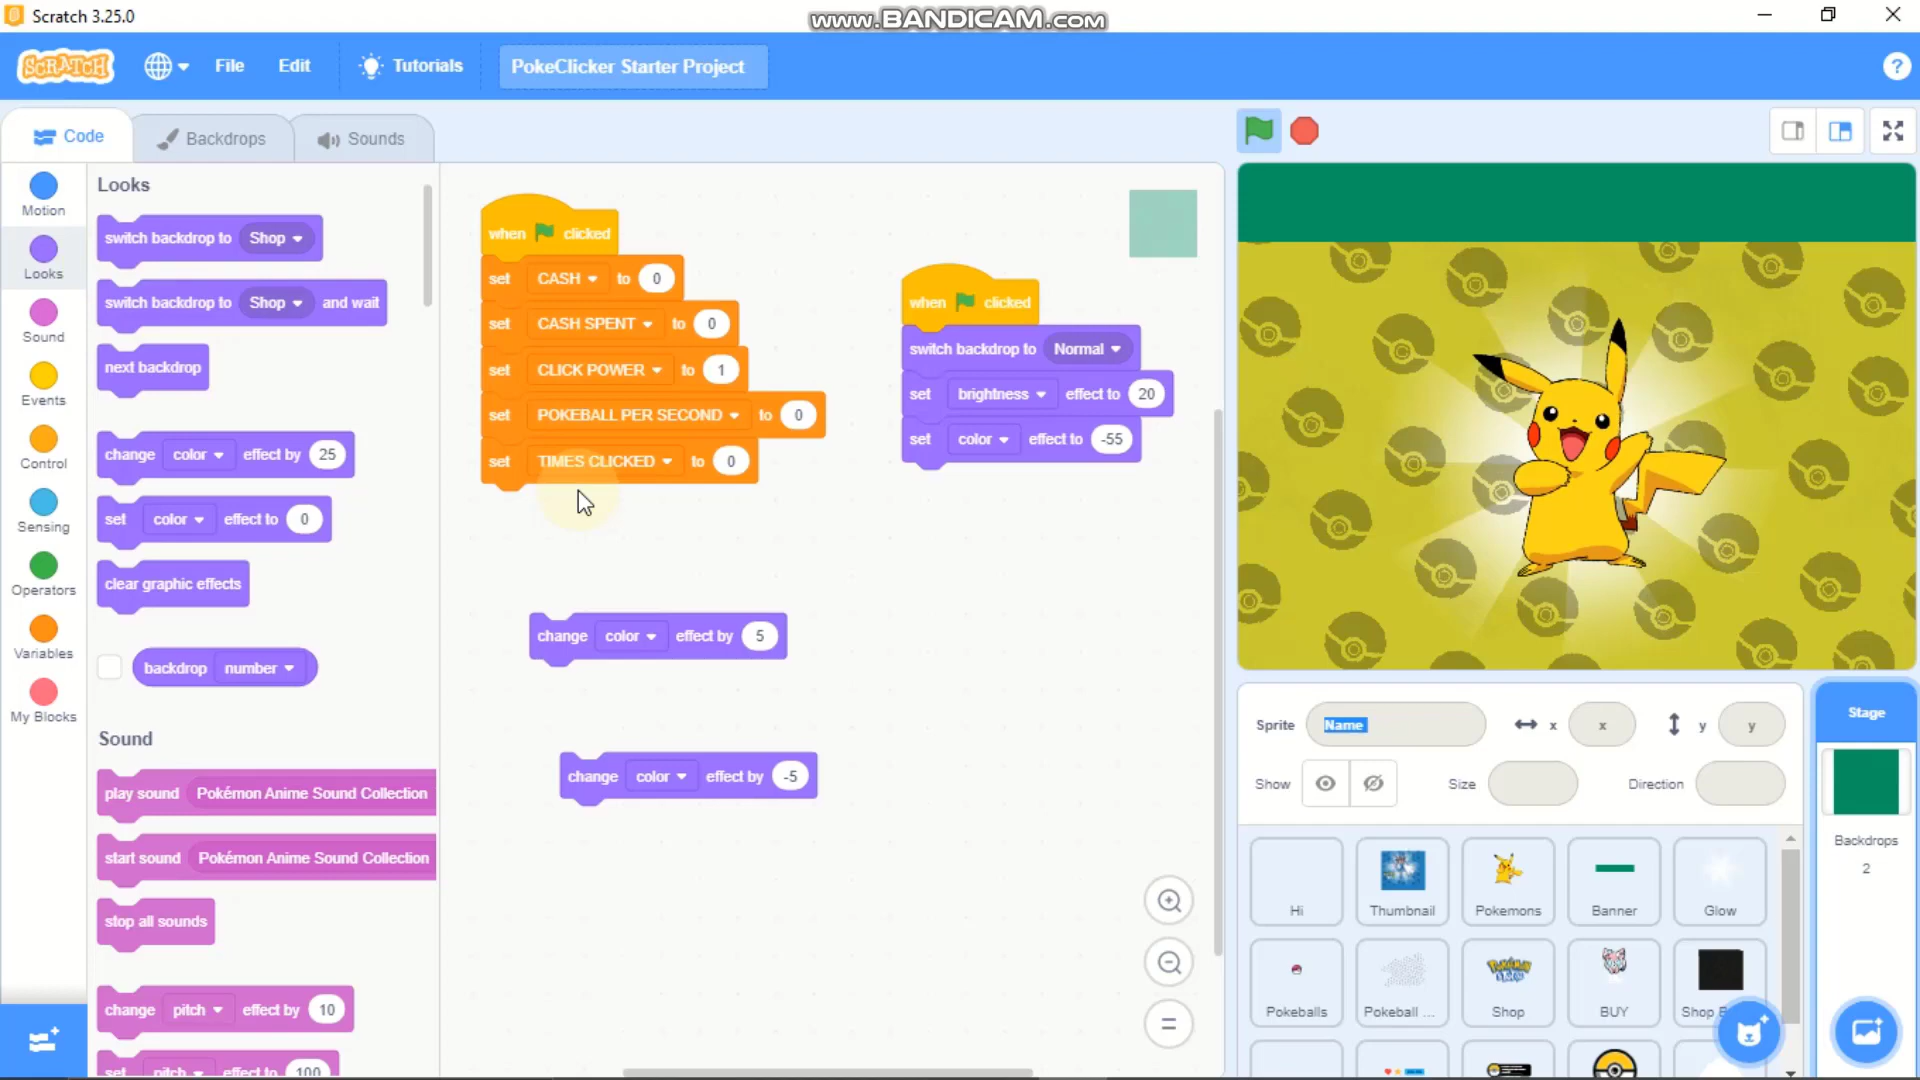 Scratch 3.25.0
www.BANDICAM.com
SCRATCH
File
Edit
Tutorials
PokeClicker Starter Project
?
Code
Backdrops
Sounds
Motion
Looks
Sound
Events
Control
Sensing
Operators
Variables
My Blocks
Looks
switch backdrop to Shop
switch backdrop to Shop and wait
next backdrop
change color effect by 25
set color effect to 0
clear graphic effects
backdrop number
Sound
play sound Pokémon Anime Sound Collection
start sound Pokémon Anime Sound Collection
stop all sounds
change pitch effect by 10
set pitch effect to 100
when clicked
set CASH to 0
set CASH SPENT to 0
set CLICK POWER to 1
set POKEBALL PER SECOND to 0
set TIMES CLICKED to 0
when clicked
switch backdrop to Normal
set brightness effect to 20
set color effect to -55
change color effect by 5
change color effect by -5
Sprite Name x x y y
Show Size Direction
Hi
Thumbnail
Pokemons
Banner
Glow
Pokeballs
Pokeball ...
Shop
BUY
Shop
Stage
Backdrops
2